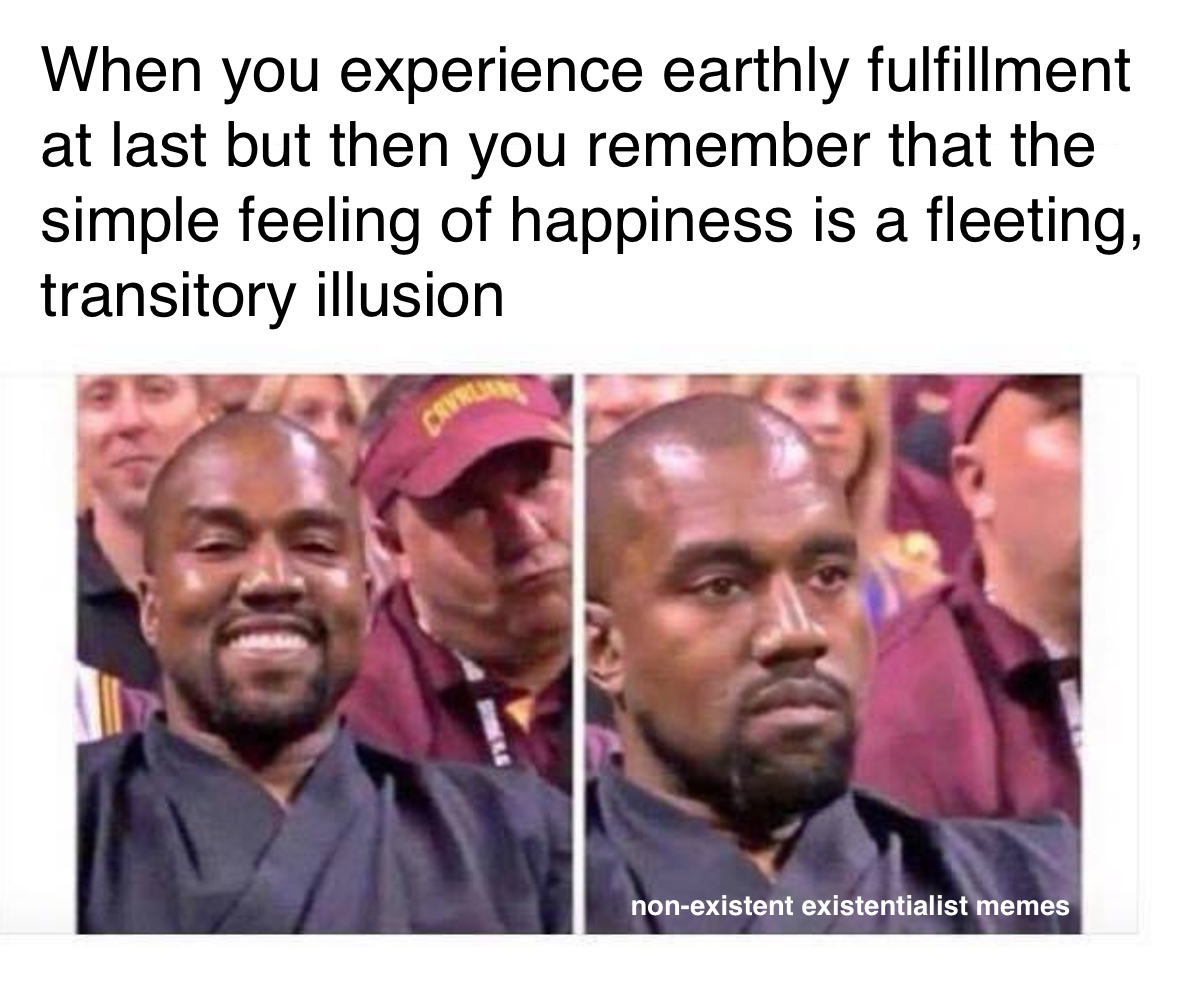 When you experience earthly fulfillment
at last but then you remember that the
simple feeling of happiness is a fleeting,
transitory illusion
CAVALIERS
non-existent existentialist memes